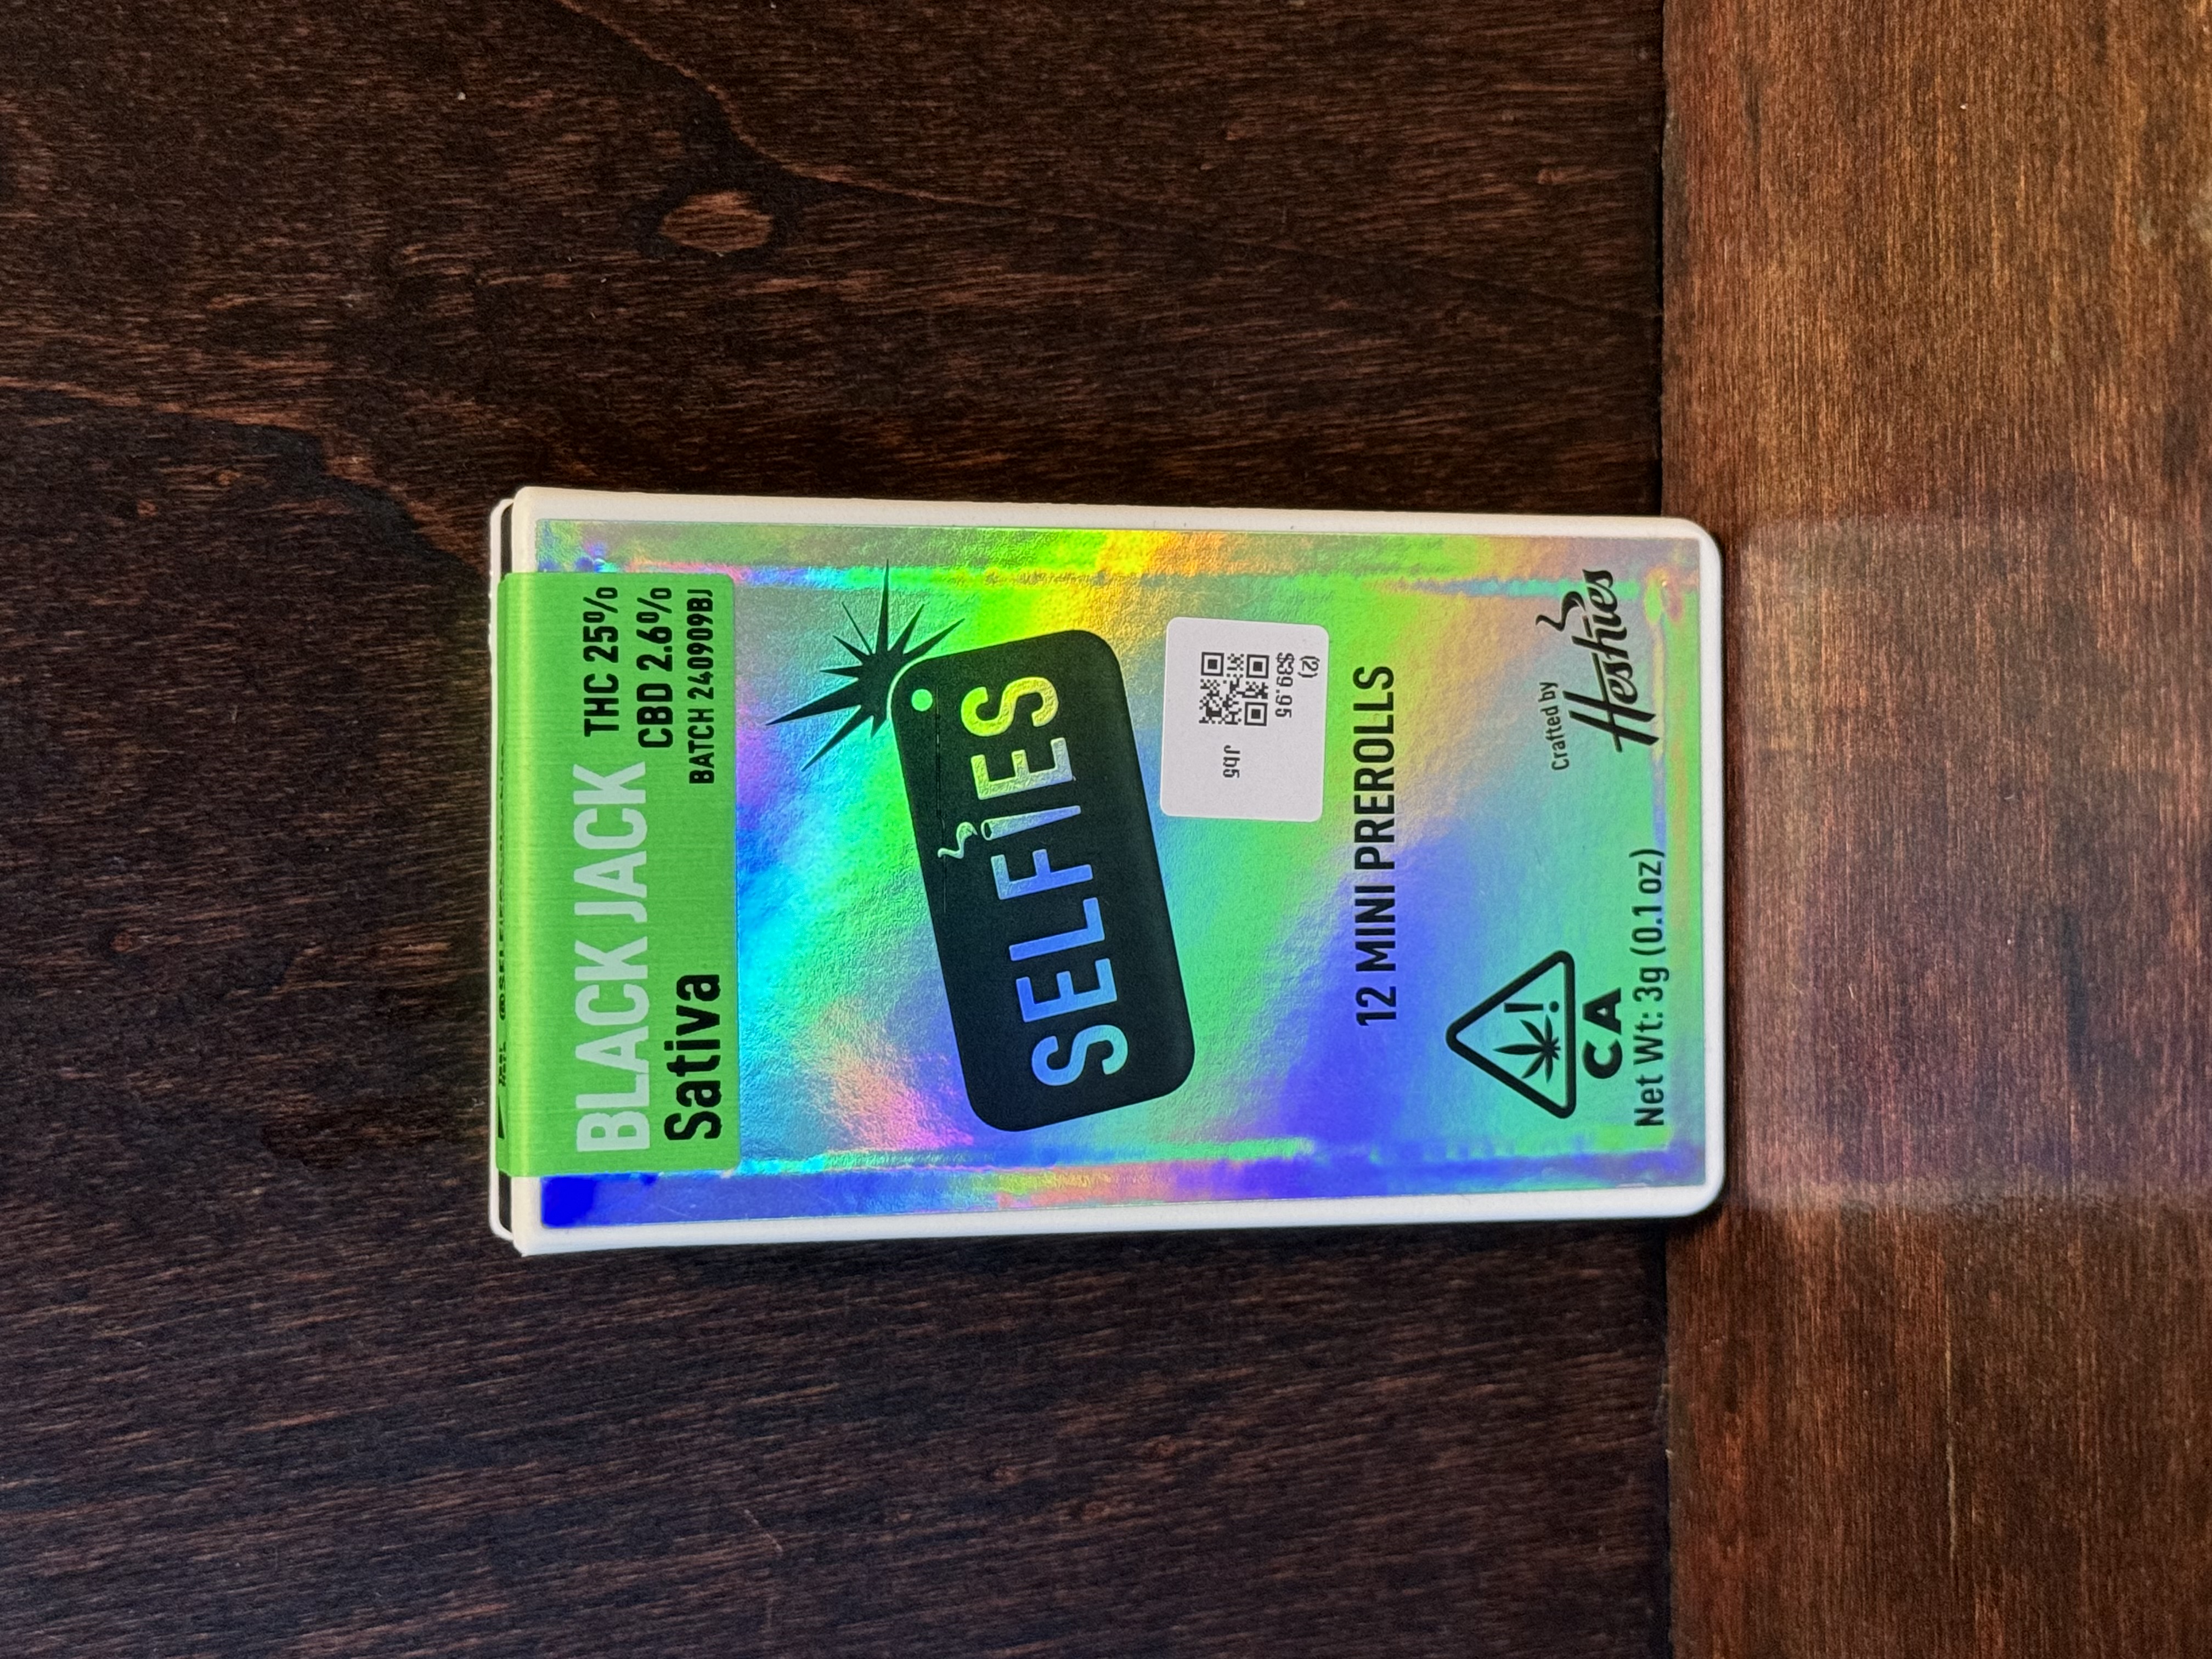 BLACK JACK
Sativa
THC 25%
CBD 2.6%
BATCH 240909BJ
SELFIES
(2)
$39.95
Jb5
12 MINI PREROLLS
CA
Net Wt: 3g (0.1 oz)
Crafted by
Heshies